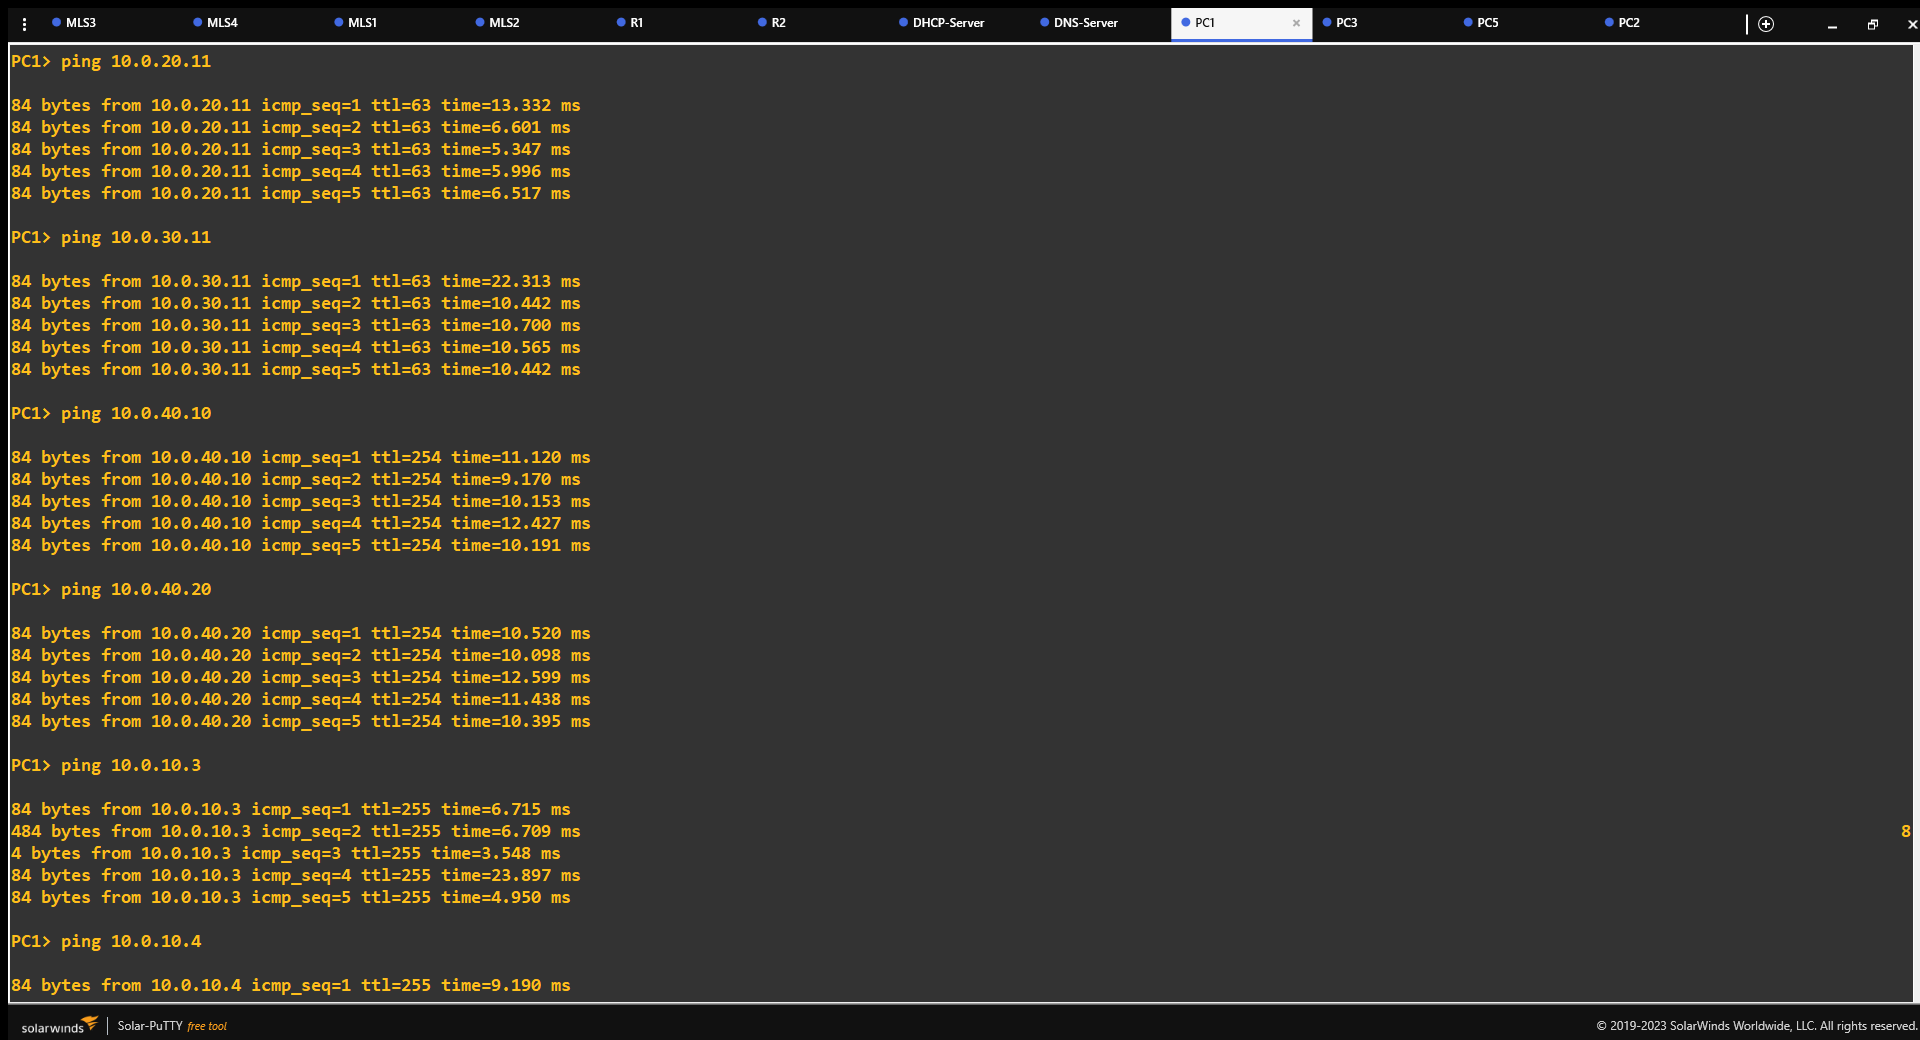 MLS3 MLS4 MLS1 MLS2 R1 R2 DHCP-Server DNS-Server PC1 PC3 PC5 PC2
PC1> ping 10.0.20.11
84 bytes from 10.0.20.11 icmp_seq=1 ttl=63 time=13.332 ms
84 bytes from 10.0.20.11 icmp_seq=2 ttl=63 time=6.601 ms
84 bytes from 10.0.20.11 icmp_seq=3 ttl=63 time=5.347 ms
84 bytes from 10.0.20.11 icmp_seq=4 ttl=63 time=5.996 ms
84 bytes from 10.0.20.11 icmp_seq=5 ttl=63 time=6.517 ms
PC1> ping 10.0.30.11
84 bytes from 10.0.30.11 icmp_seq=1 ttl=63 time=22.313 ms
84 bytes from 10.0.30.11 icmp_seq=2 ttl=63 time=10.442 ms
84 bytes from 10.0.30.11 icmp_seq=3 ttl=63 time=10.700 ms
84 bytes from 10.0.30.11 icmp_seq=4 ttl=63 time=10.565 ms
84 bytes from 10.0.30.11 icmp_seq=5 ttl=63 time=10.442 ms
PC1> ping 10.0.40.10
84 bytes from 10.0.40.10 icmp_seq=1 ttl=254 time=11.120 ms
84 bytes from 10.0.40.10 icmp_seq=2 ttl=254 time=9.170 ms
84 bytes from 10.0.40.10 icmp_seq=3 ttl=254 time=10.153 ms
84 bytes from 10.0.40.10 icmp_seq=4 ttl=254 time=12.427 ms
84 bytes from 10.0.40.10 icmp_seq=5 ttl=254 time=10.191 ms
PC1> ping 10.0.40.20
84 bytes from 10.0.40.20 icmp_seq=1 ttl=254 time=10.520 ms
84 bytes from 10.0.40.20 icmp_seq=2 ttl=254 time=10.098 ms
84 bytes from 10.0.40.20 icmp_seq=3 ttl=254 time=12.599 ms
84 bytes from 10.0.40.20 icmp_seq=4 ttl=254 time=11.438 ms
84 bytes from 10.0.40.20 icmp_seq=5 ttl=254 time=10.395 ms
PC1> ping 10.0.10.3
84 bytes from 10.0.10.3 icmp_seq=1 ttl=255 time=6.715 ms
484 bytes from 10.0.10.3 icmp_seq=2 ttl=255 time=6.709 ms 8
4 bytes from 10.0.10.3 icmp_seq=3 ttl=255 time=3.548 ms
84 bytes from 10.0.10.3 icmp_seq=4 ttl=255 time=23.897 ms
84 bytes from 10.0.10.3 icmp_seq=5 ttl=255 time=4.950 ms
PC1> ping 10.0.10.4
84 bytes from 10.0.10.4 icmp_seq=1 ttl=255 time=9.190 ms
solarwinds Solar-PuTTY free tool © 2019-2023 SolarWinds Worldwide, LLC. All rights reserved.